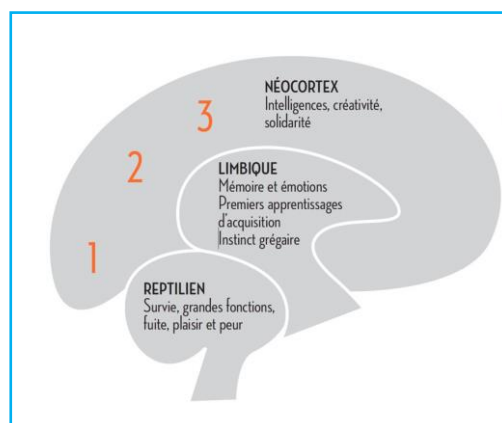 3
NÉOCORTEX
Intelligences, créativité,
solidarité
2
LIMBIQUE
Mémoire et émotions
Premiers apprentissages
d'acquisition
Instinct grégaire
1
REPTILIEN
Survie, grandes fonctions,
fuite, plaisir et peur